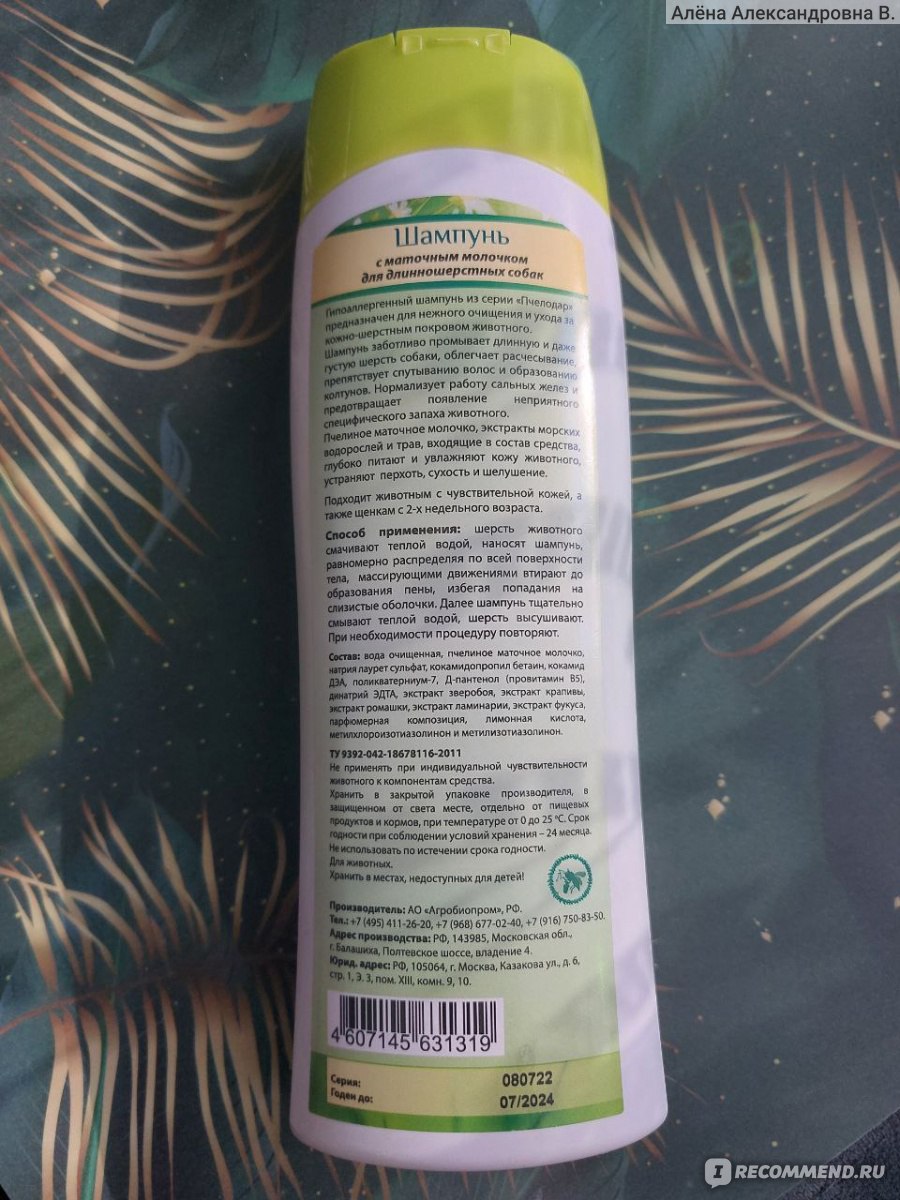 Алёна Александровна В.
Шампунь
с маточным молочком
для длинношерстных собак
Гипоаллергенный шампунь из серии «Пчелодар»
предназначен для нежного очищения и ухода за
кожно-шерстным покровом животного.
Шампунь заботливо промывает длинную и даже
густую шерсть собаки, облегчает расчесывание,
препятствует спутыванию волос и образованию
колтунов. Нормализует работу сальных желез и
предотвращает появление неприятного
специфического запаха животного.
Пчелиное маточное молочко, экстракты морских
водорослей и трав, входящие в состав средства,
глубоко питают и увлажняют кожу животного,
устраняют перхоть, сухость и шелушение.
Подходит животным с чувствительной кожей, а
также щенкам с 2-х недельного возраста.
Способ применения: шерсть животного
смачивают теплой водой, наносят шампунь,
равномерно распределяя по всей поверхности
тела, массирующими движениями втирают до
образования пены, избегая попадания на
слизистые оболочки. Далее шампунь тщательно
смывают теплой водой, шерсть высушивают.
При необходимости процедуру повторяют.
Состав: вода очищенная, пчелиное маточное молочко,
натрия лаурет сульфат, кокамидопропил бетаин, кокамид
ДЭА, поликватерниум-7, Д-пантенол (провитамин В5),
динатрий ЭДТА, экстракт зверобоя, экстракт крапивы,
экстракт ромашки, экстракт ламинарии, экстракт фукуса,
парфюмерная композиция, лимонная кислота,
метилхлороизотиазолинон и метилизотиазолинон.
ТУ 9392-042-18678116-2011
Не применять при индивидуальной чувствительности
животного к компонентам средства.
Хранить в закрытой упаковке производителя, в
защищенном от света месте, отдельно от пищевых
продуктов и кормов, при температуре от 0 до 25 ºС. Срок
годности при соблюдении условий хранения – 24 месяца.
Не использовать по истечении срока годности.
Для животных.
Хранить в местах, недоступных для детей!
Производитель: АО «Агробиопром», РФ.
Тел.: +7 (495) 411-26-20, +7 (968) 677-02-40, +7 (916) 750-83-50.
Адрес производства: РФ, 143985, Московская обл.,
г. Балашиха, Полтевское шоссе, владение 4.
Юрид. адрес: РФ, 105064, г. Москва, Казакова ул., д. 6,
стр. 1, Э. 3, пом. XIII, комн. 9, 10.
4 607145 631319
Серия: 080722
Годен до: 07/2024
IRECOMMEND.RU